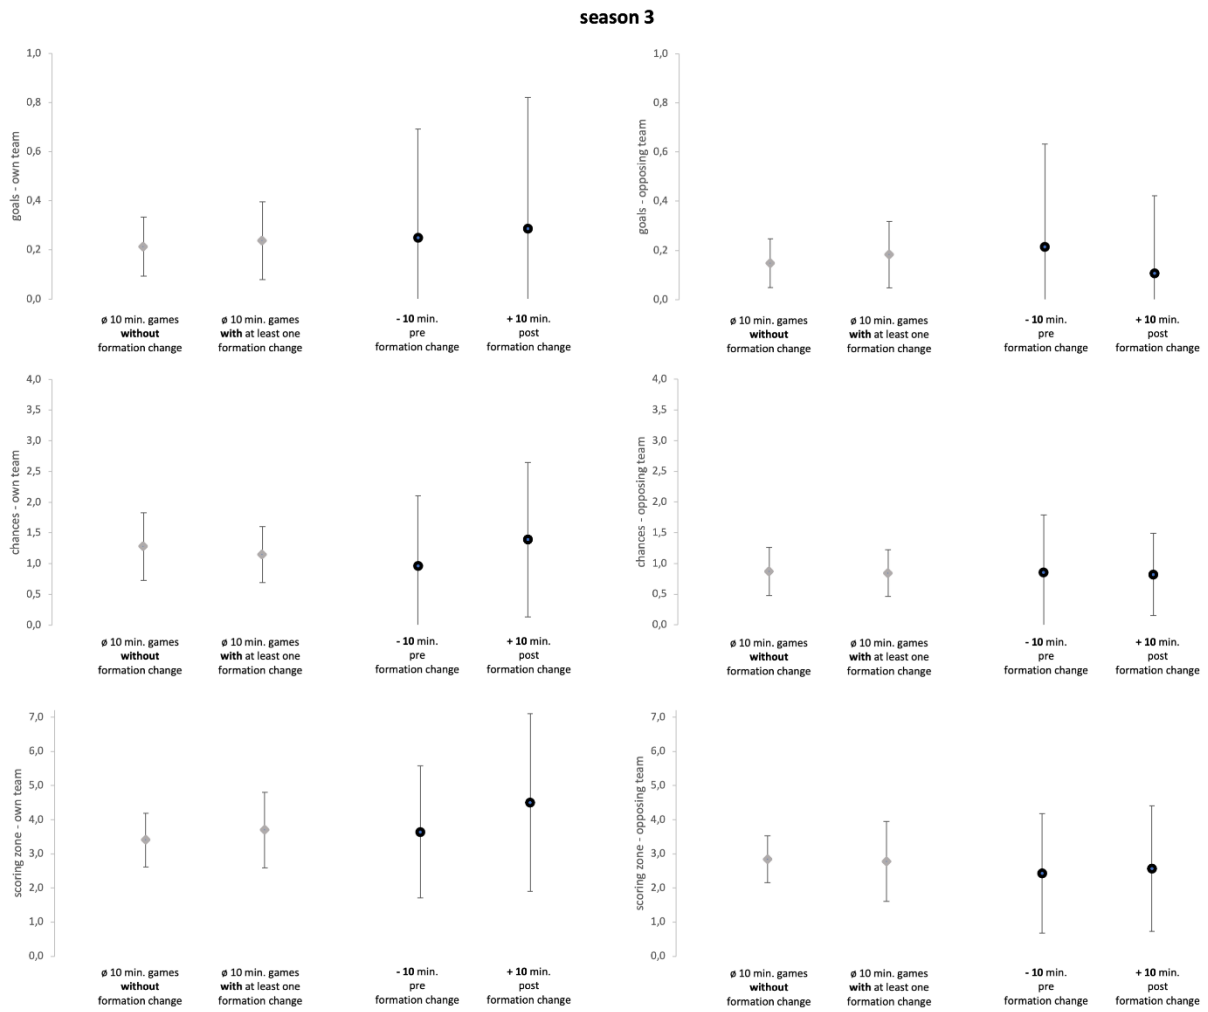 season 3
goals - own team
1,0
0,8
0,6
0,4
0,2
0,0
ø 10 min. games
without
formation change
ø 10 min. games
with at least one
formation change
- 10 min.
pre
formation change
+ 10 min.
post
formation change
goals - opposing team
1,0
0,8
0,6
0,4
0,2
0,0
ø 10 min. games
without
formation change
ø 10 min. games
with at least one
formation change
- 10 min.
pre
formation change
+ 10 min.
post
formation change
chances - own team
4,0
3,5
3,0
2,5
2,0
1,5
1,0
0,5
0,0
ø 10 min. games
without
formation change
ø 10 min. games
with at least one
formation change
- 10 min.
pre
formation change
+ 10 min.
post
formation change
chances - opposing team
4,0
3,5
3,0
2,5
2,0
1,5
1,0
0,5
0,0
ø 10 min. games
without
formation change
ø 10 min. games
with at least one
formation change
- 10 min.
pre
formation change
+ 10 min.
post
formation change
scoring zone - own team
7,0
6,0
5,0
4,0
3,0
2,0
1,0
0,0
ø 10 min. games
without
formation change
ø 10 min. games
with at least one
formation change
- 10 min.
pre
formation change
+ 10 min.
post
formation change
scoring zone - opposing team
7,0
6,0
5,0
4,0
3,0
2,0
1,0
0,0
ø 10 min. games
without
formation change
ø 10 min. games
with at least one
formation change
- 10 min.
pre
formation change
+ 10 min.
post
formation change